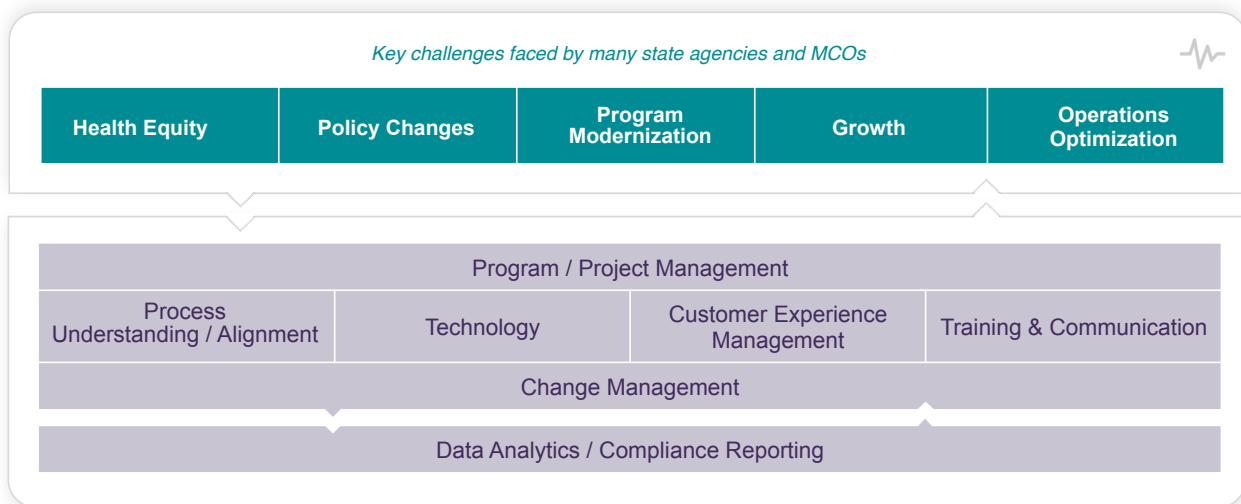 Key challenges faced by many state agencies and MCOs
Health Equity
Policy Changes
Program
Modernization
Growth
Operations
Optimization
Program / Project Management
Process
Understanding / Alignment
Technology
Customer Experience
Management
Training & Communication
Change Management
Data Analytics / Compliance Reporting